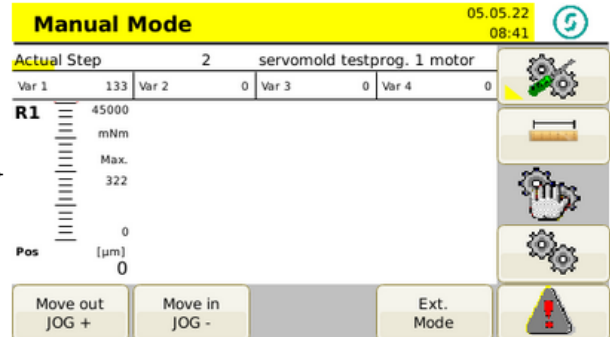 Manual Mode
05.05.22
08:41
Actual Step 2 servomold testprog. 1 motor
Var 1 133 Var 2 0 Var 3 0 Var 4 0
R1 45000
mNm
Max.
322
0
Pos [µm]
0
Move out
JOG +
Move in
JOG -
Ext.
Mode